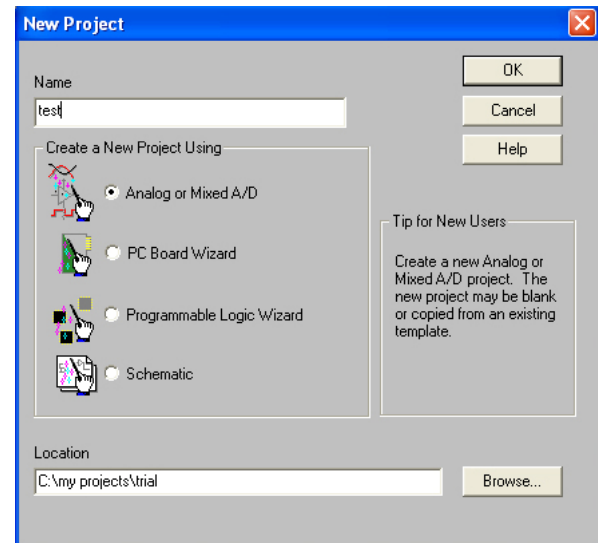 New Project
Name
test
OK
Cancel
Help
Create a New Project Using
Analog or Mixed A/D
PC Board Wizard
Programmable Logic Wizard
Schematic
Tip for New Users
Create a new Analog or
Mixed A/D project. The
new project may be blank
or copied from an existing
template.
Location
C:\my projects\trial
Browse...